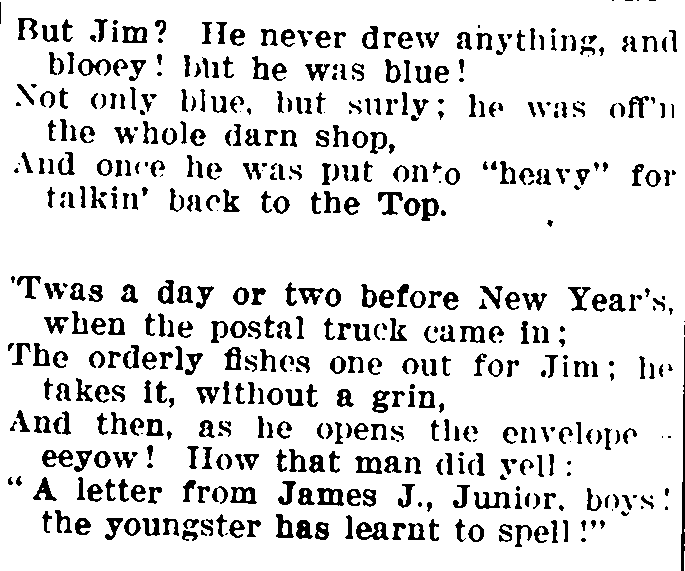 But Jim? He never drew anything, and
blooey! but he was blue!
Not only blue, but surly; he was off'n
the whole darn shop,
And once he was put onto "heavy" for
talkin' back to the Top.
'Twas a day or two before New Year's,
when the postal truck came in;
The orderly fishes one out for Jim; he
takes it, without a grin,
And then, as he opens the envelope -
eeyow! How that man did yell:
"A letter from James J., Junior, boys!
the youngster has learnt to spell!"